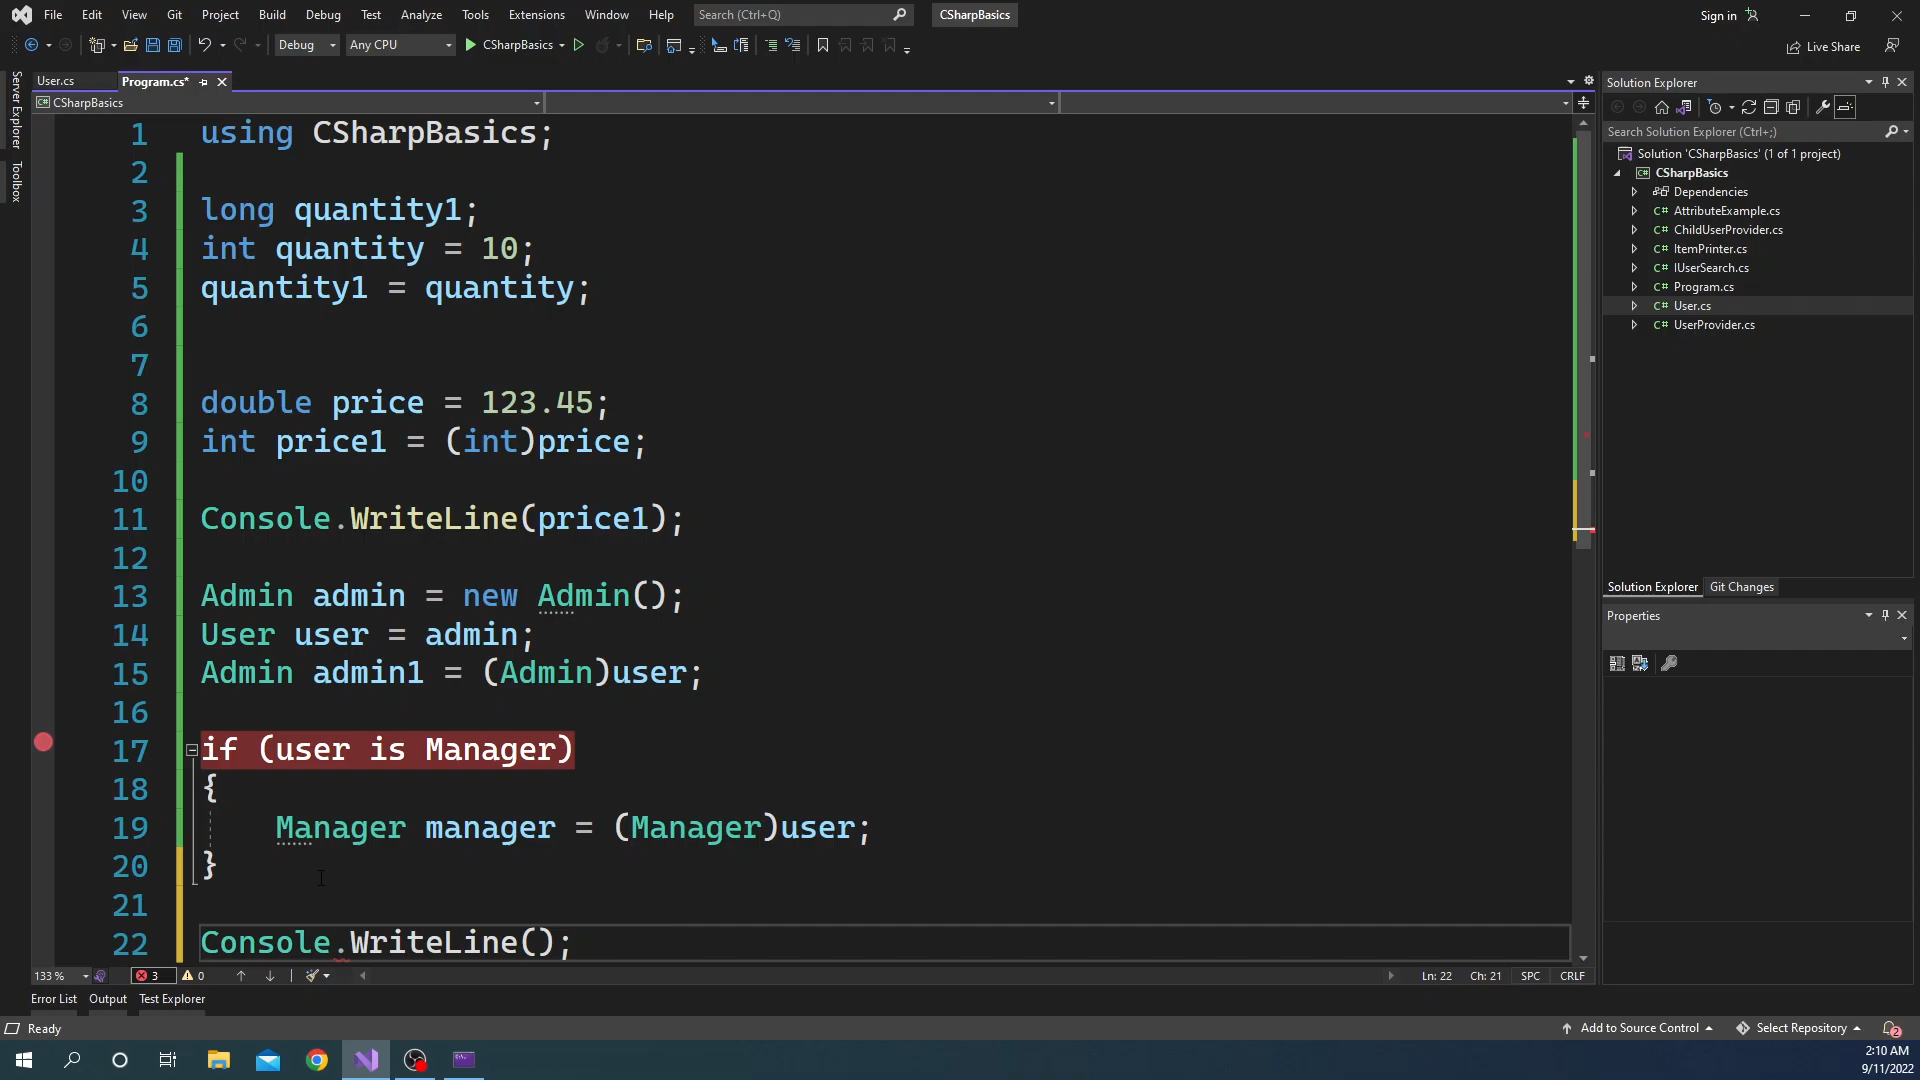 File Edit View Git Project Build Debug Test Analyze Tools Extensions Window Help Search (Ctrl+Q) CSharpBasics Sign in
Debug Any CPU CSharpBasics Live Share
Server Explorer
Toolbox
User.cs Program.cs*
CSharpBasics
1 using CSharpBasics;
2
3 long quantity1;
4 int quantity = 10;
5 quantity1 = quantity;
6
7
8 double price = 123.45;
9 int price1 = (int)price;
10
11 Console.WriteLine(price1);
12
13 Admin admin = new Admin();
14 User user = admin;
15 Admin admin1 = (Admin)user;
16
17 if (user is Manager)
18 {
19 Manager manager = (Manager)user;
20 }
21
22 Console.WriteLine();
133 % 3 0 Ln: 22 Ch: 21 SPC CRLF
Error List Output Test Explorer
Solution Explorer
Search Solution Explorer (Ctrl+;)
Solution 'CSharpBasics' (1 of 1 project)
C# CSharpBasics
Dependencies
C# AttributeExample.cs
C# ChildUserProvider.cs
C# ItemPrinter.cs
C# IUserSearch.cs
C# Program.cs
C# User.cs
C# UserProvider.cs
Solution Explorer Git Changes
Properties
Ready Add to Source Control Select Repository 2
2:10 AM
9/11/2022